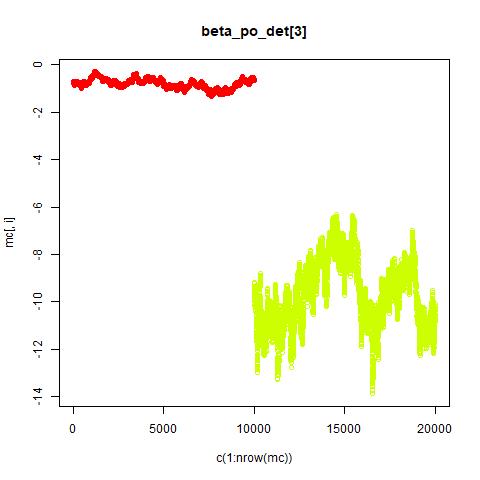 beta_po_det[3]
mc[, i]
0
-2
-4
-6
-8
-10
-12
-14
0 5000 10000 15000 20000
c(1:nrow(mc))